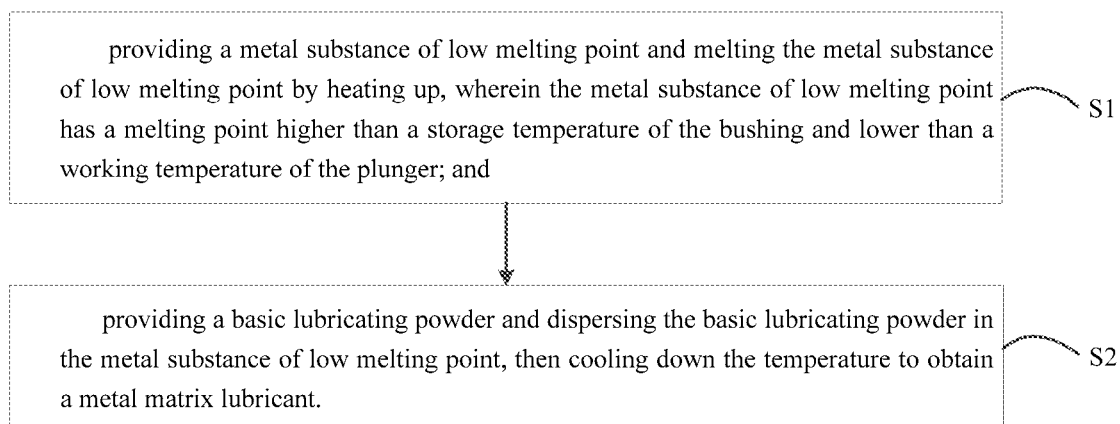 providing a metal substance of low melting point and melting the metal substance
of low melting point by heating up, wherein the metal substance of low melting point
has a melting point higher than a storage temperature of the bushing and lower than a
working temperature of the plunger; and
S1
providing a basic lubricating powder and dispersing the basic lubricating powder in
the metal substance of low melting point, then cooling down the temperature to obtain
a metal matrix lubricant.
S2